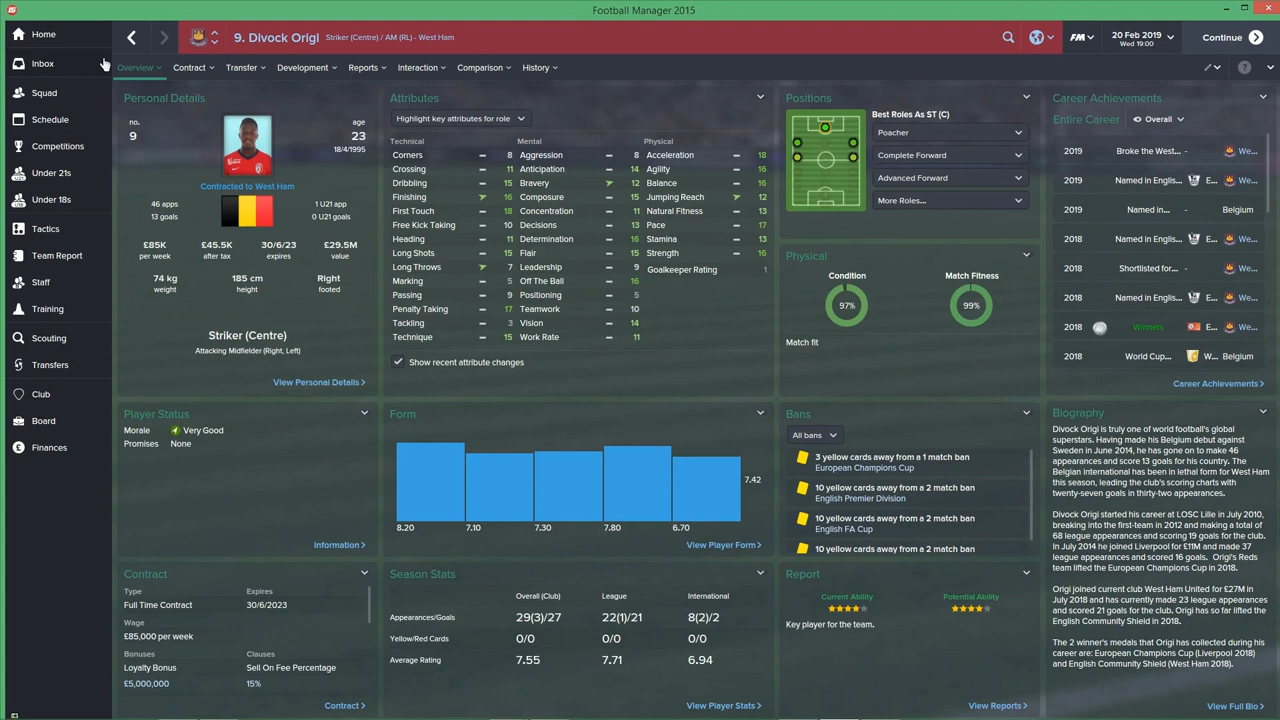 Football Manager 2015
Home
Inbox
Squad
Schedule
Competitions
Under 21s
Under 18s
Tactics
Team Report
Staff
Training
Scouting
Transfers
Club
Board
Finances
9. Divock Origi Striker (Centre) / AM (RL) - West Ham
FM
20 Feb 2019
Wed 19:00
Continue
Overview Contract Transfer Development Reports Interaction Comparison History
Personal Details
no.
9
age
23
18/4/1995
Contracted to West Ham
46 apps
13 goals
1 U21 app
0 U21 goals
£85K
per week
£45.5K
after tax
30/6/23
expires
£29.5M
value
74 kg
weight
185 cm
height
Right
footed
Striker (Centre)
Attacking Midfielder (Right, Left)
View Personal Details >
Attributes
Highlight key attributes for role
Technical Mental Physical
Corners 8 Aggression 8 Acceleration 18
Crossing 11 Anticipation 14 Agility 16
Dribbling 15 Bravery 12 Balance 16
Finishing 16 Composure 15 Jumping Reach 12
First Touch 18 Concentration 11 Natural Fitness 13
Free Kick Taking 10 Decisions 13 Pace 17
Heading 11 Determination 16 Stamina 13
Long Shots 15 Flair 15 Strength 16
Long Throws 7 Leadership 9 Goalkeeper Rating 1
Marking 5 Off The Ball 16
Passing 9 Positioning 5
Penalty Taking 17 Teamwork 10
Tackling 3 Vision 14
Technique 15 Work Rate 11
Show recent attribute changes
Positions
Best Roles As ST (C)
Poacher
Complete Forward
Advanced Forward
More Roles...
Physical
Condition Match Fitness
97% 99%
Match fit
Career Achievements
Entire Career Overall
2019 Broke the West... - We...
2019 Named in Englis... E... We...
2019 Named in... - Belgium
2018 Named in Englis... E... We...
2018 Shortlisted for... - We...
2018 Named in Englis... E... We...
2018 Winners E... We...
2018 World Cup... W... Belgium
Career Achievements >
Player Status
Morale Very Good
Promises None
Information >
Form
7.42
8.20 7.10 7.30 7.80 6.70
View Player Form >
Bans
All bans
3 yellow cards away from a 1 match ban
European Champions Cup
10 yellow cards away from a 2 match ban
English Premier Division
10 yellow cards away from a 2 match ban
English FA Cup
10 yellow cards away from a 2 match ban
Biography
Divock Origi is truly one of world football's global
superstars. Having made his Belgium debut against
Sweden in June 2014, he has gone on to make 46
appearances and score 13 goals for his country. The
Belgian international has been in lethal form for West Ham
this season, leading the club's scoring charts with
twenty-seven goals in thirty-two appearances.
Divock Origi started his career at LOSC Lille in July 2010,
breaking into the first-team in 2012 and making a total of
68 league appearances and scoring 19 goals for the club.
In July 2014 he joined Liverpool for £11M and made 37
league appearances and scored 16 goals. Origi's Reds
team lifted the European Champions Cup in 2018.
Origi joined current club West Ham United for £27M in
July 2018 and has currently made 23 league appearances
and scored 21 goals for the club. Origi has so far lifted the
English Community Shield in 2018.
The 2 winner's medals that Origi has collected during his
career are: European Champions Cup (Liverpool 2018)
and English Community Shield (West Ham 2018).
View Full Bio >
Contract
Type Expires
Full Time Contract 30/6/2023
Wage
£85,000 per week
Bonuses Clauses
Loyalty Bonus Sell On Fee Percentage
£5,000,000 15%
Contract >
Season Stats
Overall (Club) League International
Appearances/Goals 29(3)/27 22(1)/21 8(2)/2
Yellow/Red Cards 0/0 0/0 0/0
Average Rating 7.55 7.71 6.94
View Player Stats >
Report
Current Ability Potential Ability
Key player for the team.
View Reports >